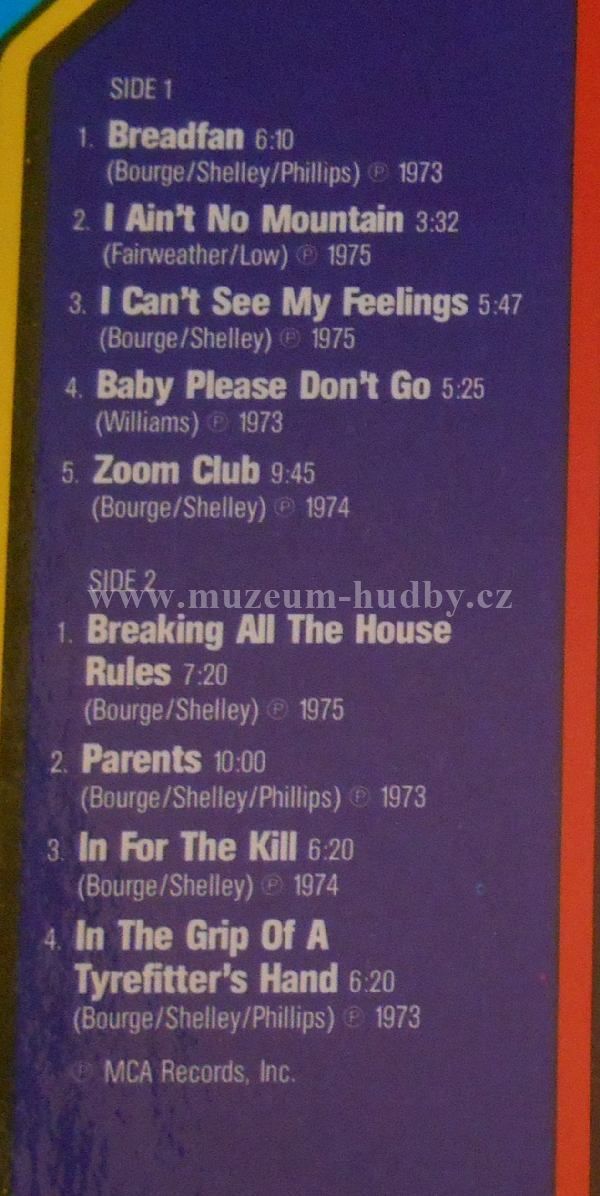 SIDE 1
1. Breadfan 6:10
(Bourge/Shelley/Phillips) ℗ 1973
2. I Ain't No Mountain 3:32
(Fairweather/Low) ℗ 1975
3. I Can't See My Feelings 5:47
(Bourge/Shelley) ℗ 1975
4. Baby Please Don't Go 5:25
(Williams) ℗ 1973
5. Zoom Club 9:45
(Bourge/Shelley) ℗ 1974
SIDE 2
www.muzeum-hudby.cz
1. Breaking All The House
Rules 7:20
(Bourge/Shelley) ℗ 1975
2. Parents 10:00
(Bourge/Shelley/Phillips) ℗ 1973
3. In For The Kill 6:20
(Bourge/Shelley) ℗ 1974
4. In The Grip Of A
Tyrefitter's Hand 6:20
(Bourge/Shelley/Phillips) ℗ 1973
℗ MCA Records, Inc.